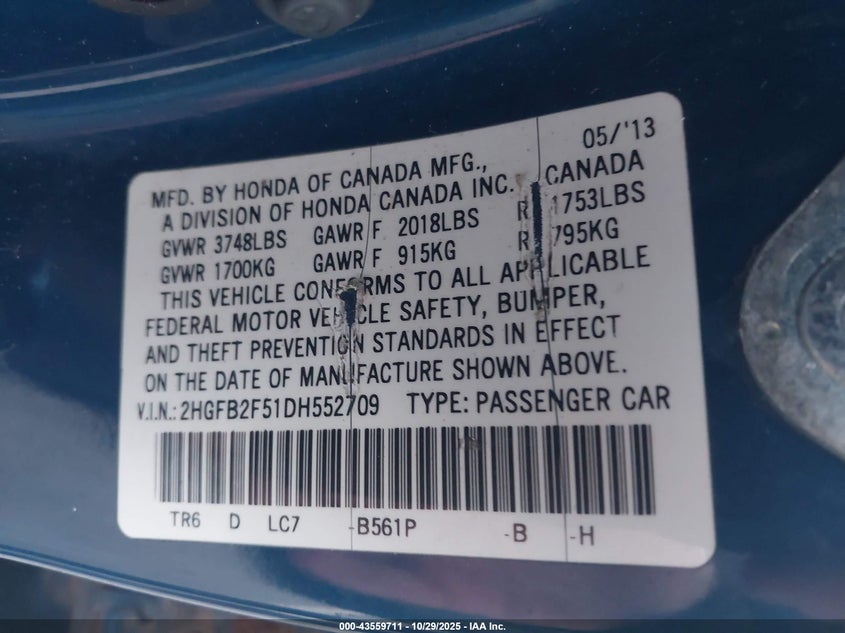 05/'13
MFD. BY HONDA OF CANADA MFG.,
A DIVISION OF HONDA CANADA INC. CANADA
GVWR 3748LBS GAWR F 2018LBS R 1753LBS
GVWR 1700KG GAWR F 915KG R 795KG
THIS VEHICLE CONFORMS TO ALL APPLICABLE
FEDERAL MOTOR VEHICLE SAFETY, BUMPER,
AND THEFT PREVENTION STANDARDS IN EFFECT
ON THE DATE OF MANUFACTURE SHOWN ABOVE.
V.I.N.:2HGFB2F51DH552709 TYPE: PASSENGER CAR
TR6 D LC7 -B561P -B -H
000-43559711 - 10/29/2025 - IAA Inc.